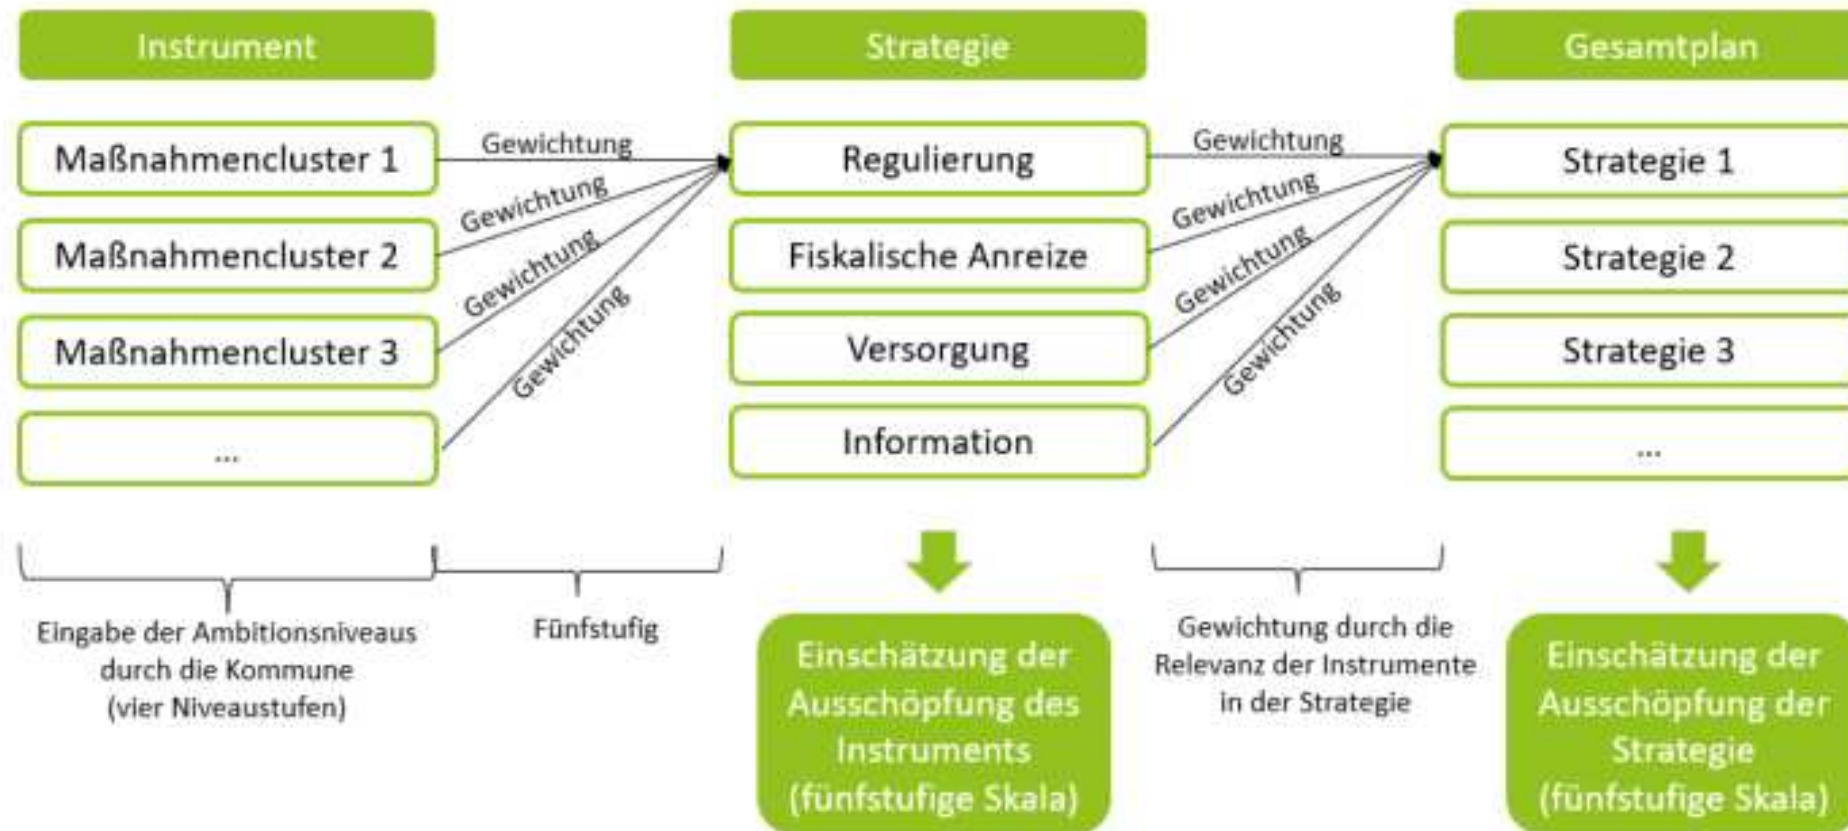 Instrument
Strategie
Gesamtplan
Maßnahmencluster 1
Gewichtung
Regulierung
Gewichtung
Strategie 1
Maßnahmencluster 2
Gewichtung
Fiskalische Anreize
Gewichtung
Strategie 2
Maßnahmencluster 3
Gewichtung
Versorgung
Gewichtung
Strategie 3
...
Gewichtung
Information
Gewichtung
...
Eingabe der Ambitionsniveaus
durch die Kommune
(vier Niveaustufen)
Fünfstufig
Einschätzung der
Ausschöpfung des
Instruments
(fünfstufige Skala)
Gewichtung durch die
Relevanz der Instrumente
in der Strategie
Einschätzung der
Ausschöpfung der
Strategie
(fünfstufige Skala)